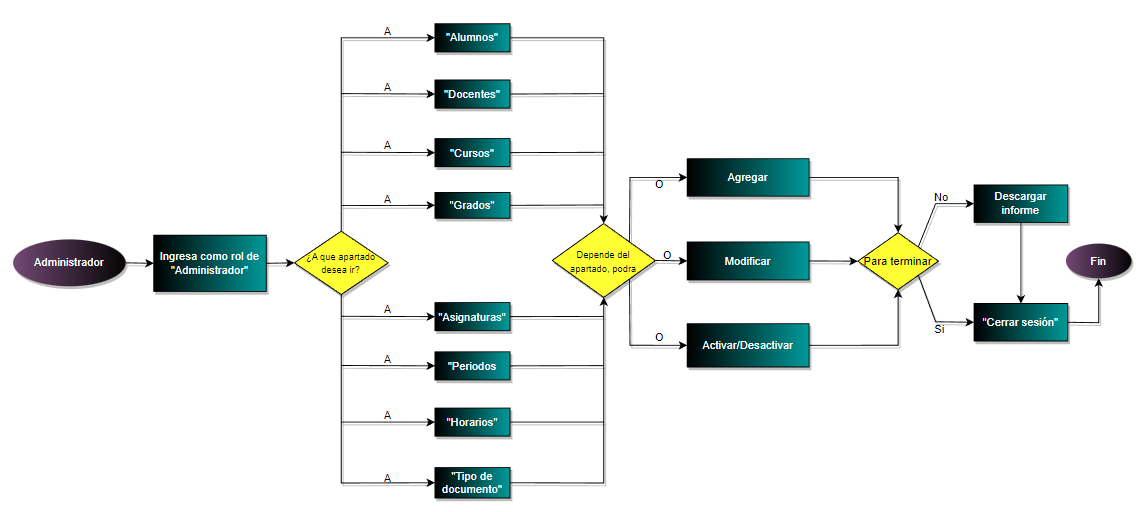 Administrador
Ingresa como rol de
"Administrador"
¿A que apartado
desea ir?
A
"Alumnos"
A
"Docentes"
A
"Cursos"
A
"Grados"
A
"Asignaturas"
A
"Periodos
A
"Horarios"
A
"Tipo de
documento"
Depende del
apartado, podra
O
Agregar
O
Modificar
O
Activar/Desactivar
Para terminar
No
Descargar
informe
Si
"Cerrar sesión"
Fin